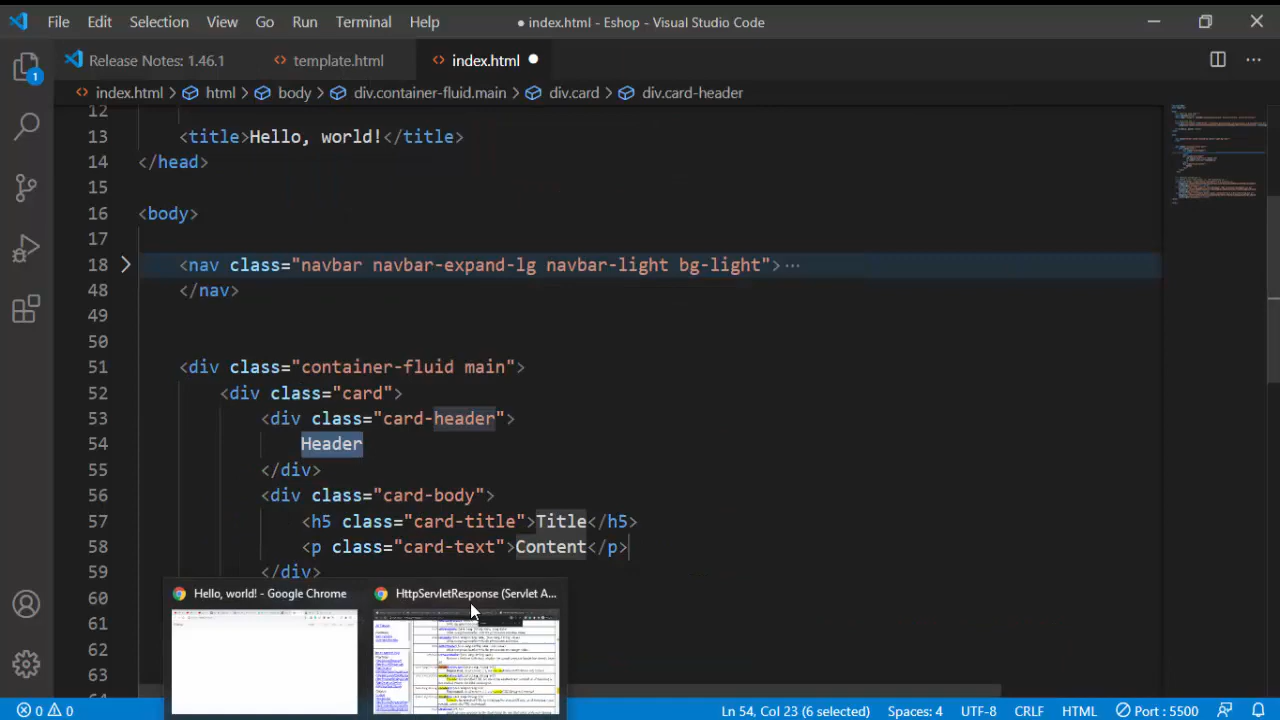 File Edit Selection View Go Run Terminal Help ● index.html - Eshop - Visual Studio Code
Release Notes: 1.46.1 template.html index.html
index.html > html > body > div.container-fluid.main > div.card > div.card-header
1
12
13 <title>Hello, world!</title>
14 </head>
15
16 <body>
17
18 <nav class="navbar navbar-expand-lg navbar-light bg-light"> ···
48 </nav>
49
50
51 <div class="container-fluid main">
52 <div class="card">
53 <div class="card-header">
54 Header
55 </div>
56 <div class="card-body">
57 <h5 class="card-title">Title</h5>
58 <p class="card-text">Content</p>
59 </div>
60
61
62
63
Hello, world! - Google Chrome HttpServletResponse (Servlet A...
0 0 Ln 54, Col 23 (6 selected) Spaces: 4 UTF-8 CRLF HTML Port : 5500